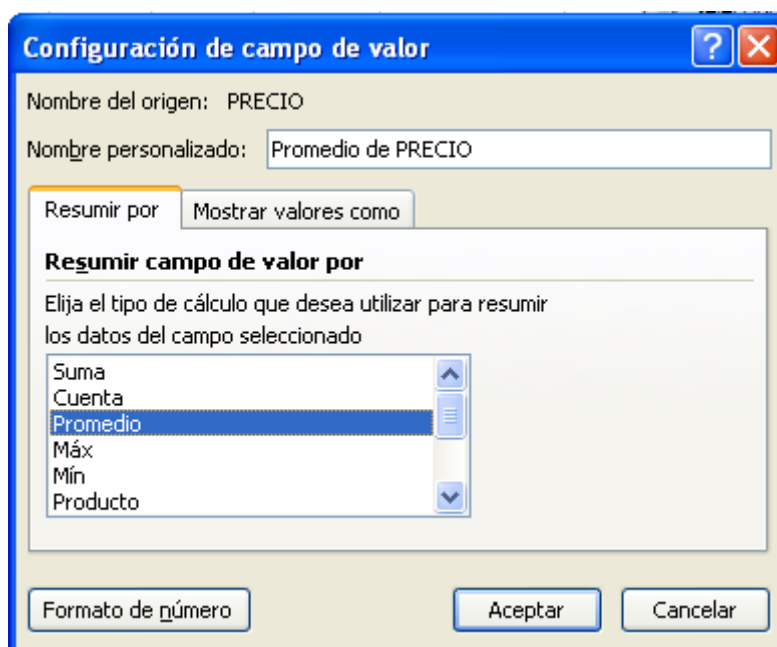 Configuración de campo de valor
Nombre del origen: PRECIO
Nombre personalizado: Promedio de PRECIO
Resumir por
Mostrar valores como
Resumir campo de valor por
Elija el tipo de cálculo que desea utilizar para resumir
los datos del campo seleccionado
Suma
Cuenta
Promedio
Máx
Mín
Producto
Formato de número
Aceptar
Cancelar